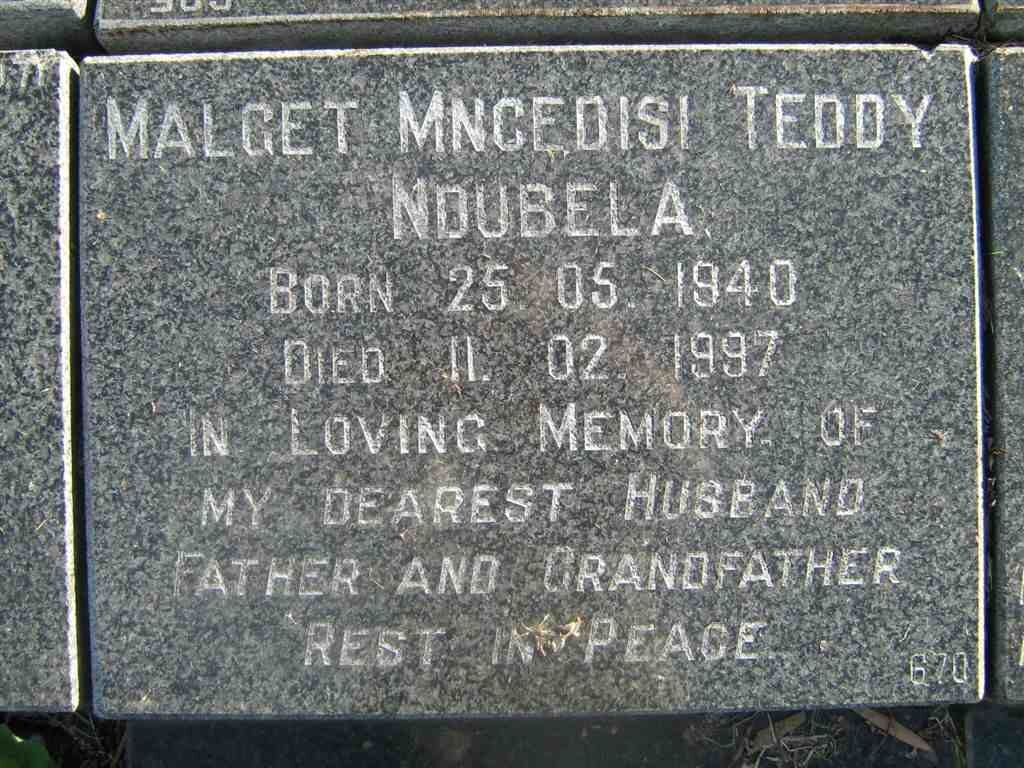 MALGET MNCEDISI TEDDY
NDUBELA
BORN 25. 05. 1940
DIED 11. 02. 1997
IN LOVING MEMORY OF
MY DEAREST HUSBAND
FATHER AND GRANDFATHER
REST IN PEACE
670